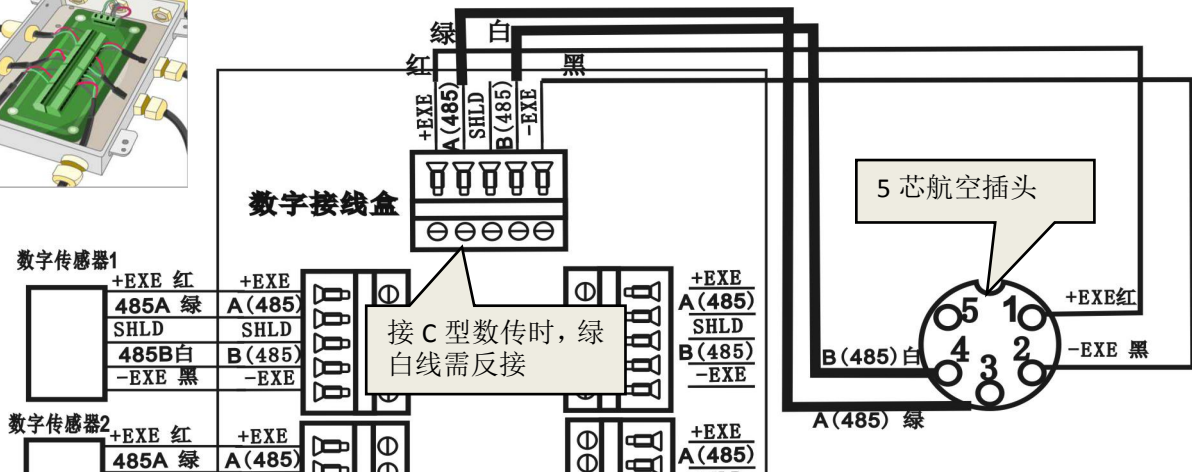 绿 白
红 黑
+EXE
A(485)
SHLD
B(485)
-EXE
数字接线盒
5 芯航空插头
数字传感器1
+EXE 红
485A 绿
SHLD
485B白
-EXE 黑
+EXE
A(485)
SHLD
B(485)
-EXE
接 C 型数传时，绿
白线需反接
+EXE
A(485)
SHLD
B(485)
-EXE
5 1
4 2
3
+EXE红
-EXE 黑
B(485)白
A(485) 绿
数字传感器2
+EXE 红
485A 绿
+EXE
A(485)
+EXE
A(485)